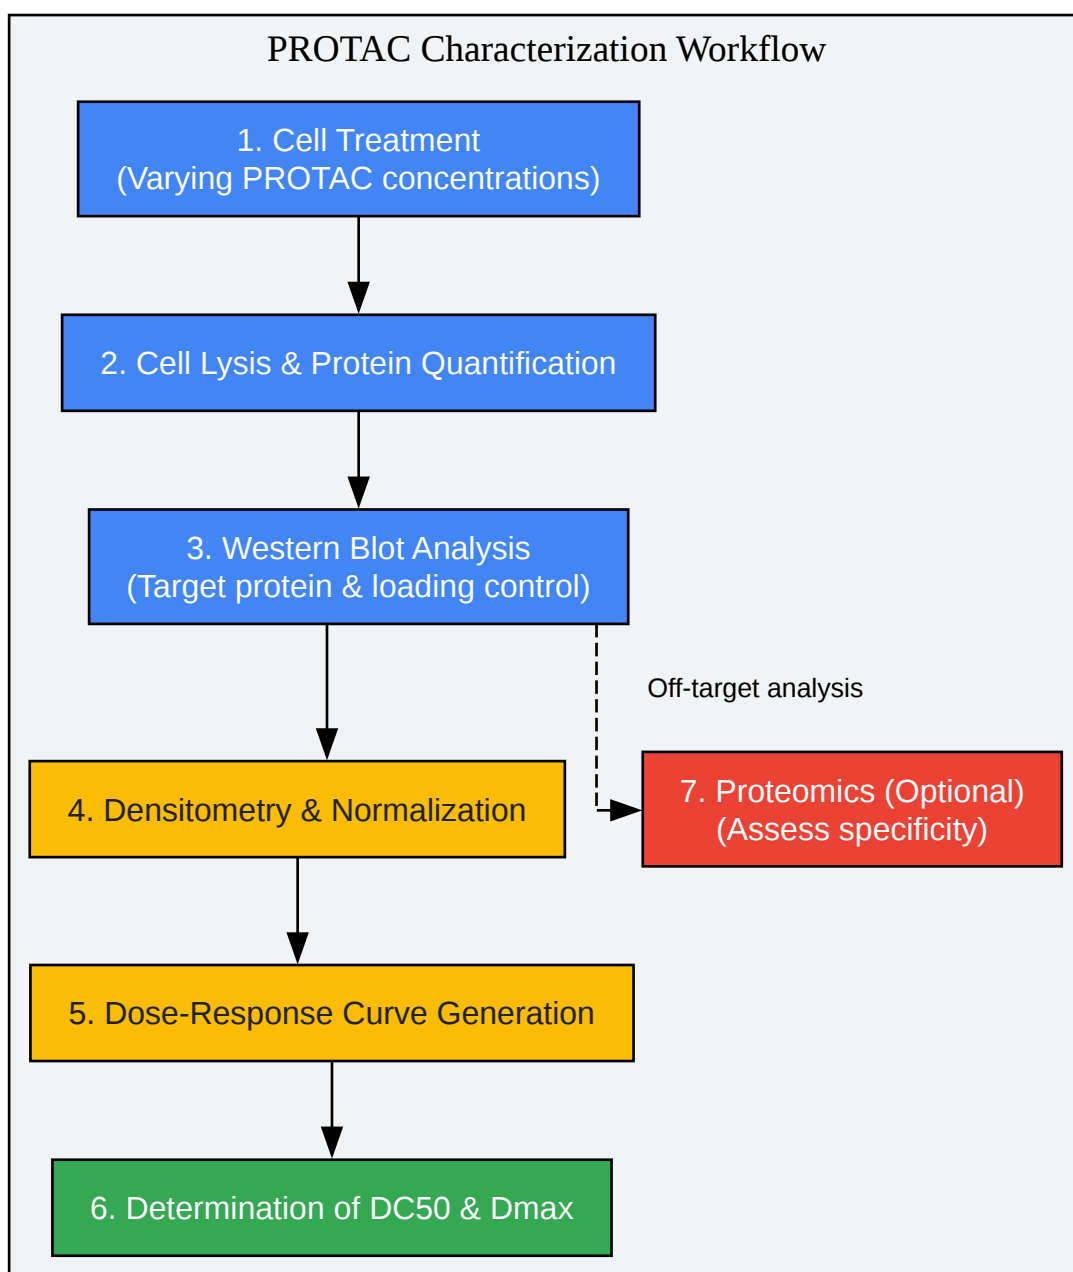 PROTAC Characterization Workflow
1. Cell Treatment
(Varying PROTAC concentrations)
2. Cell Lysis & Protein Quantification
3. Western Blot Analysis
(Target protein & loading control)
Off-target analysis
4. Densitometry & Normalization
7. Proteomics (Optional)
(Assess specificity)
5. Dose-Response Curve Generation
6. Determination of DC50 & Dmax